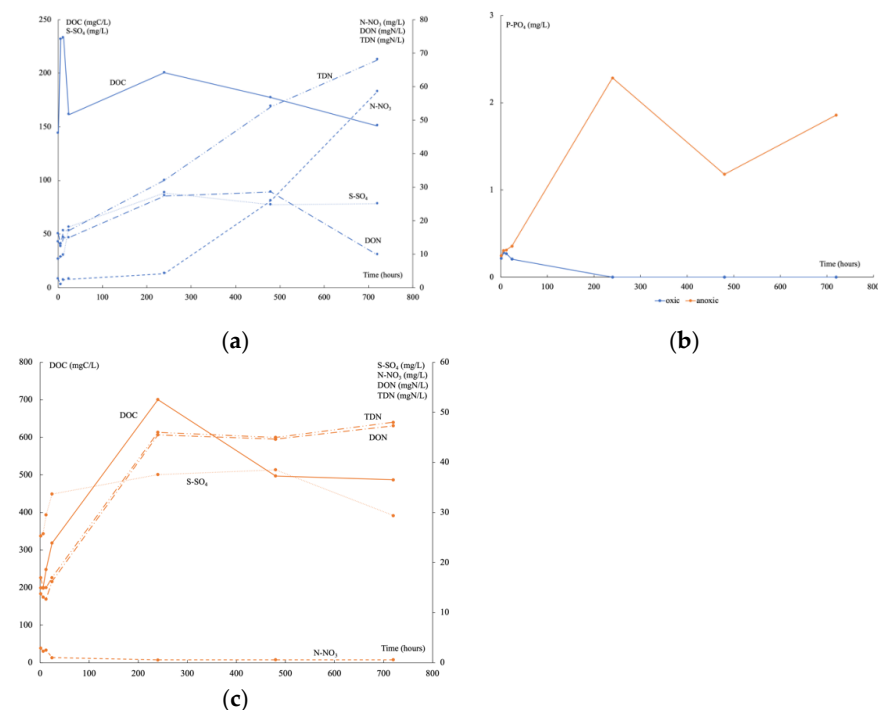 DOC (mgC/L)
S-SO₄ (mg/L)
N-NO₃ (mg/L)
DON (mgN/L)
TDN (mgN/L)
250
200
150
100
50
0
80
70
60
50
40
30
20
10
0
DOC
TDN
N-NO₃
S-SO₄
DON
Time (hours)
0 100 200 300 400 500 600 700 800
(a)
P-PO₄ (mg/L)
3
2
1
0
Time (hours)
0 100 200 300 400 500 600 700 800
oxic anoxic
(b)
DOC (mgC/L)
S-SO₄ (mg/L)
N-NO₃ (mg/L)
DON (mgN/L)
TDN (mgN/L)
800
700
600
500
400
300
200
100
0
60
50
40
30
20
10
0
DOC
TDN
DON
S-SO₄
Time (hours)
N-NO₃
0 100 200 300 400 500 600 700 800
(c)